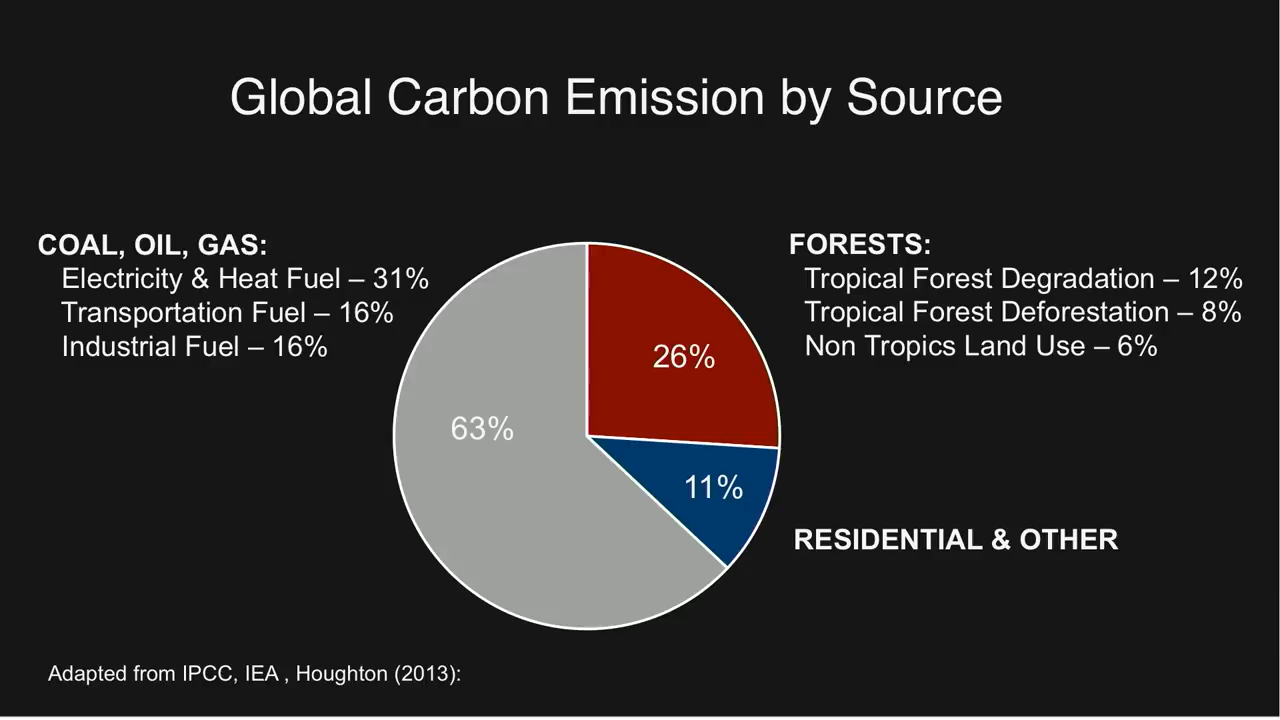 Global Carbon Emission by Source
COAL, OIL, GAS:
Electricity & Heat Fuel – 31%
Transportation Fuel – 16%
Industrial Fuel – 16%
FORESTS:
Tropical Forest Degradation – 12%
Tropical Forest Deforestation – 8%
Non Tropics Land Use – 6%
26%
63%
11%
RESIDENTIAL & OTHER
Adapted from IPCC, IEA , Houghton (2013):